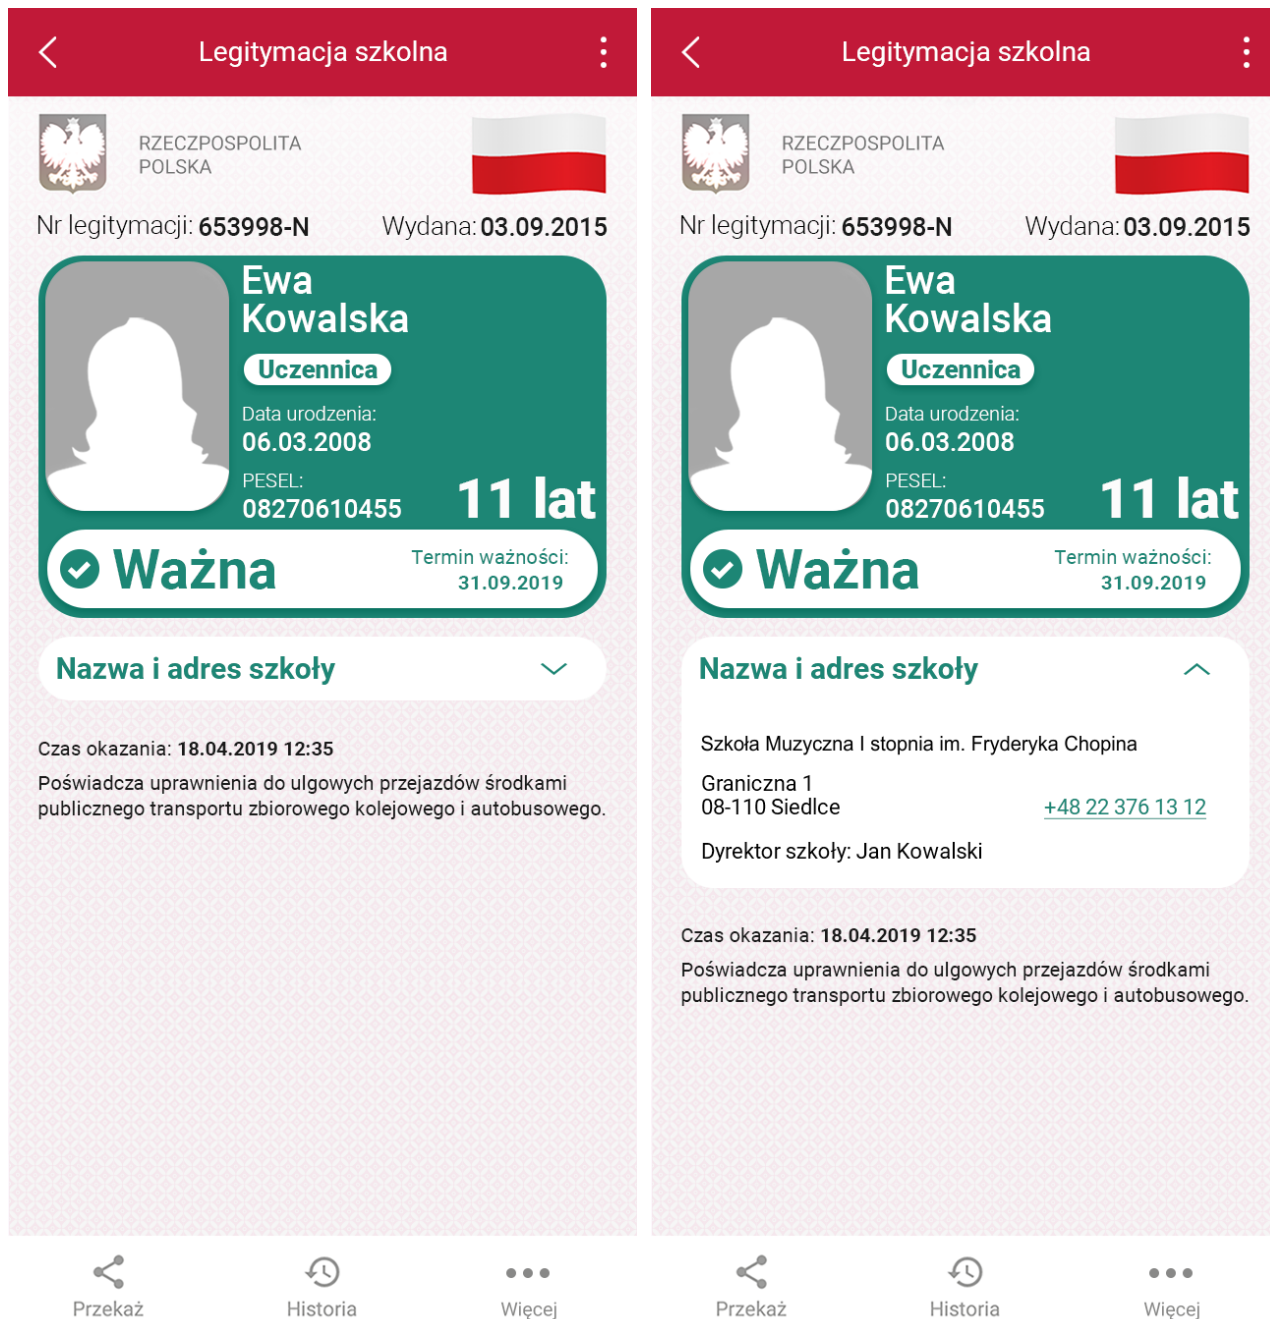 Legitymacja szkolna
RZECZPOSPOLITA
POLSKA
Nr legitymacji: 653998-N Wydana: 03.09.2015
Ewa
Kowalska
Uczennica
Data urodzenia:
06.03.2008
PESEL:
08270610455
11 lat
Ważna
Termin ważności:
31.09.2019
Nazwa i adres szkoły
Czas okazania: 18.04.2019 12:35
Poświadcza uprawnienia do ulgowych przejazdów środkami
publicznego transportu zbiorowego kolejowego i autobusowego.
Przekaż Historia Więcej
Legitymacja szkolna
RZECZPOSPOLITA
POLSKA
Nr legitymacji: 653998-N Wydana: 03.09.2015
Ewa
Kowalska
Uczennica
Data urodzenia:
06.03.2008
PESEL:
08270610455
11 lat
Ważna
Termin ważności:
31.09.2019
Nazwa i adres szkoły
Szkoła Muzyczna I stopnia im. Fryderyka Chopina
Graniczna 1
08-110 Siedlce +48 22 376 13 12
Dyrektor szkoły: Jan Kowalski
Czas okazania: 18.04.2019 12:35
Poświadcza uprawnienia do ulgowych przejazdów środkami
publicznego transportu zbiorowego kolejowego i autobusowego.
Przekaż Historia Więcej